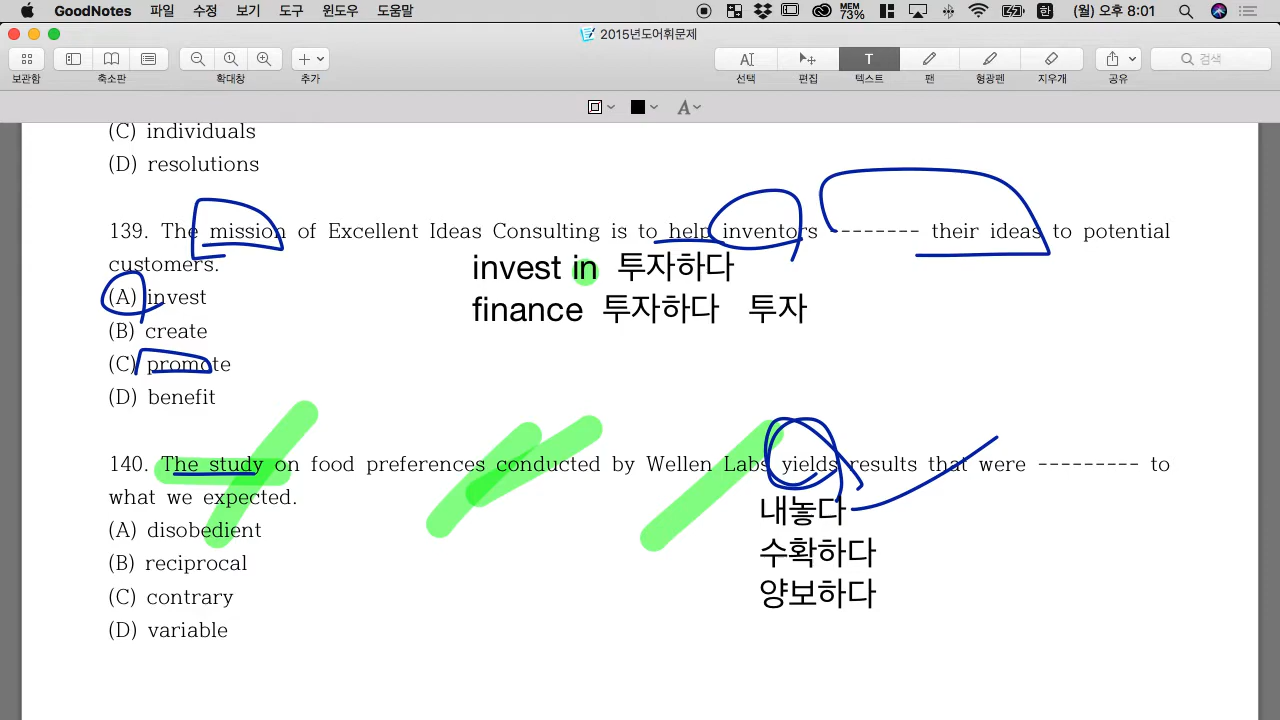 GoodNotes 파일 수정 보기 도구 윈도우 도움말 MEM 73% 한 (월) 오후 8:01
2015년도어휘문제
보관함 축소판 확대창 추가 선택 편집 텍스트 펜 형광펜 지우개 공유 검색
(C) individuals
(D) resolutions
139. The mission of Excellent Ideas Consulting is to help inventors -------- their ideas to potential
customers.
invest in 투자하다
(A) invest
finance 투자하다 투자
(B) create
(C) promote
(D) benefit
140. The study on food preferences conducted by Wellen Labs yields results that were --------- to
what we expected.
내놓다
(A) disobedient
수확하다
(B) reciprocal
양보하다
(C) contrary
(D) variable